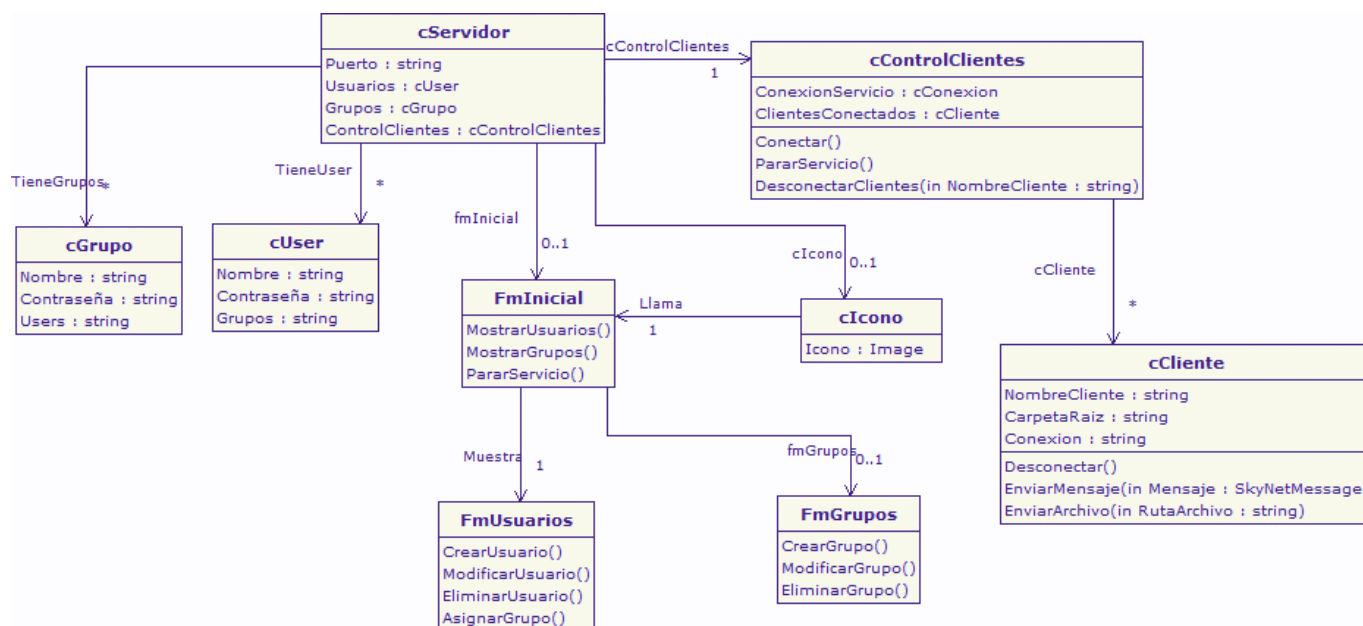 cServidor
Puerto : string
Usuarios : cUser
Grupos : cGrupo
ControlClientes : cControlClientes
cControlClientes
1
cControlClientes
ConexionServicio : cConexion
ClientesConectados : cCliente
Conectar()
PararServicio()
DesconectarClientes(in NombreCliente : string)
TieneGrupos
*
TieneUser
*
fmInicial
0..1
cIcono
0..1
cCliente
*
cGrupo
Nombre : string
Contraseña : string
Users : string
cUser
Nombre : string
Contraseña : string
Grupos : string
FmInicial
MostrarUsuarios()
MostrarGrupos()
PararServicio()
Llama
1
cIcono
Icono : Image
cCliente
NombreCliente : string
CarpetaRaiz : string
Conexion : string
Desconectar()
EnviarMensaje(in Mensaje : SkyNetMessage
EnviarArchivo(in RutaArchivo : string)
Muestra
1
fmGrupos
0..1
FmUsuarios
CrearUsuario()
ModificarUsuario()
EliminarUsuario()
AsignarGrupo()
FmGrupos
CrearGrupo()
ModificarGrupo()
EliminarGrupo()